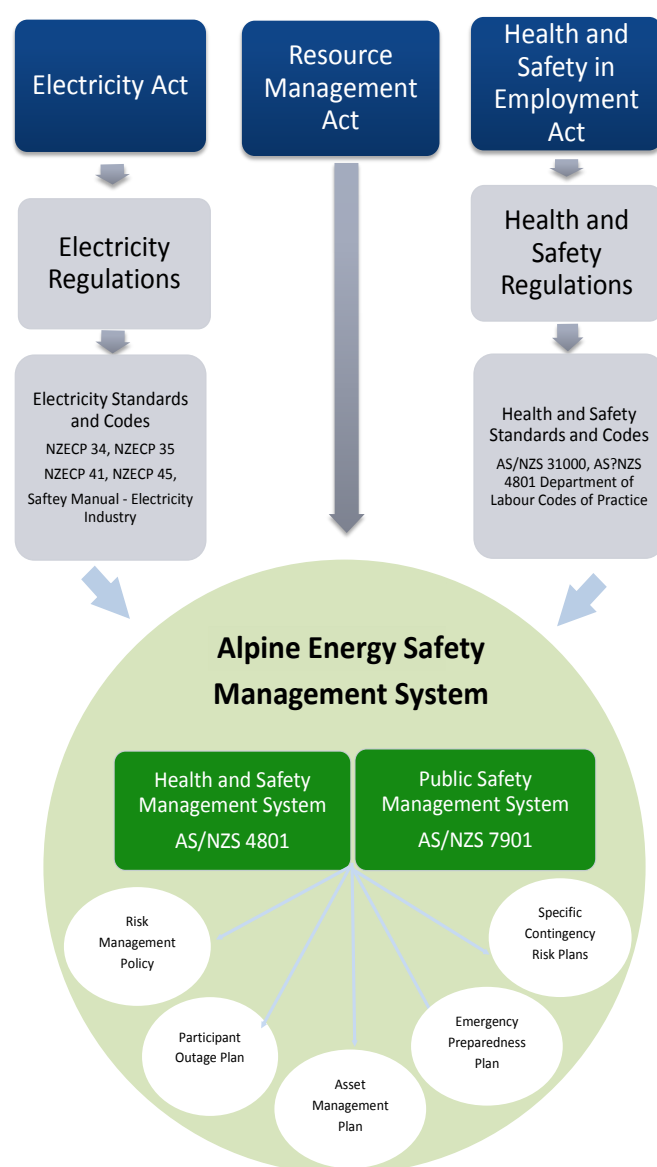 Electricity Act
Resource
Management
Act
Health and
Safety in
Employment
Act
Electricity
Regulations
Health and
Safety
Regulations
Electricity Standards
and Codes
NZECP 34, NZECP 35
NZECP 41, NZECP 45,
Saftey Manual - Electricity
Industry
Health and Safety
Standards and Codes
AS/NZS 31000, AS?NZS
4801 Department of
Labour Codes of Practice
Alpine Energy Safety
Management System
Health and Safety
Management System
AS/NZS 4801
Public Safety
Management System
AS/NZS 7901
Risk
Management
Policy
Participant
Outage Plan
Asset
Management
Plan
Emergency
Preparedness
Plan
Specific
Contingency
Risk Plans